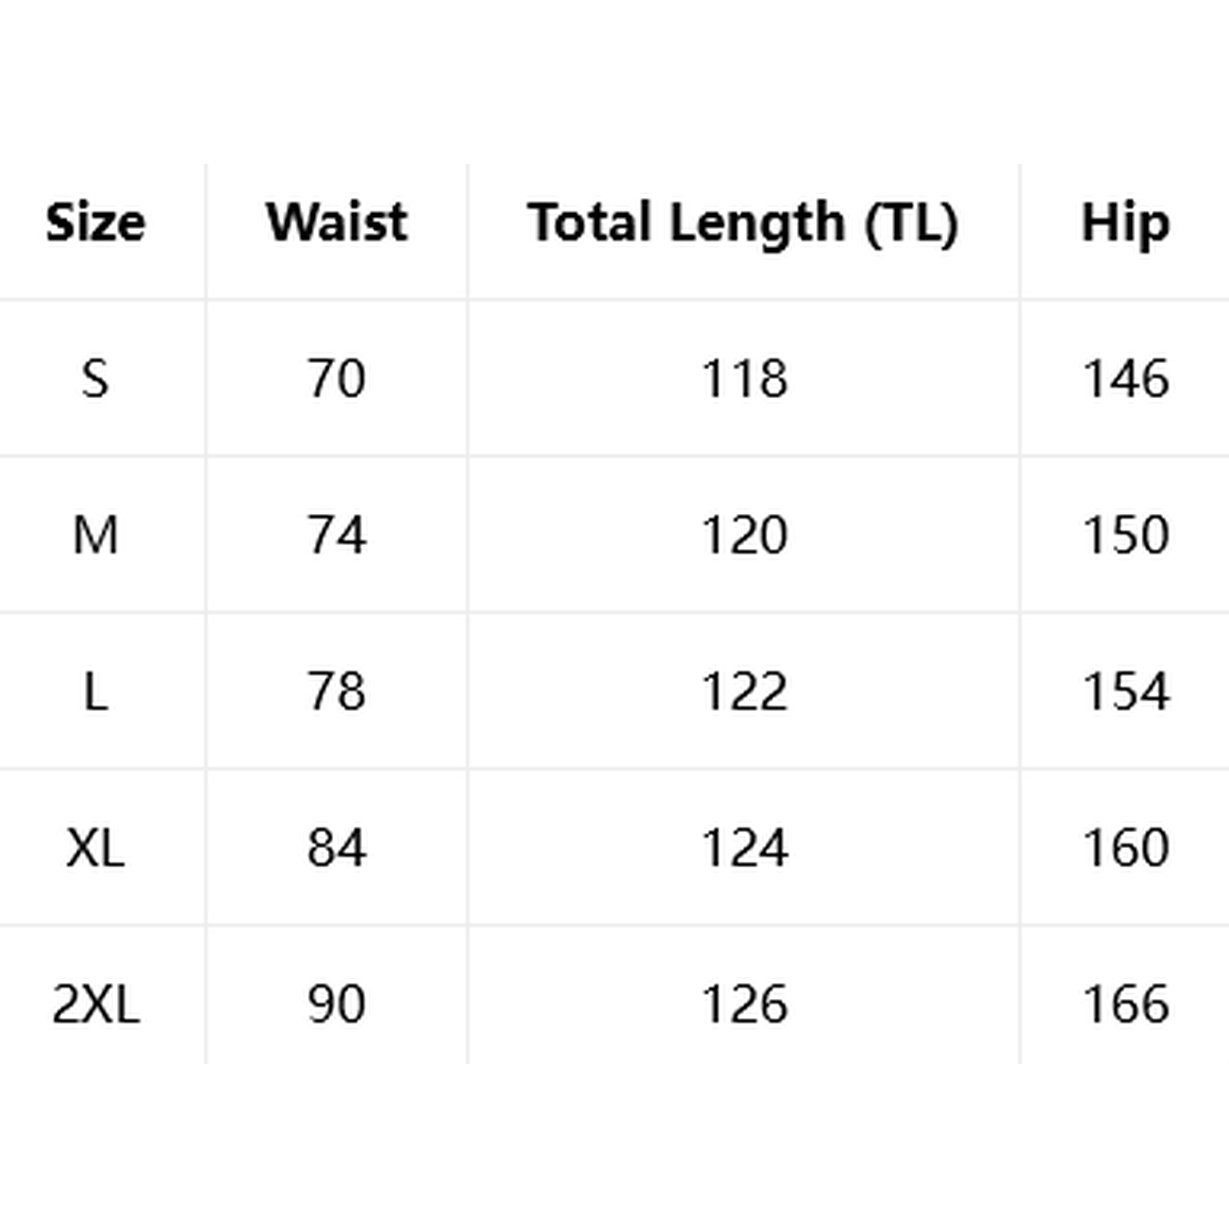 Size Waist Total Length (TL) Hip
S 70 118 146
M 74 120 150
L 78 122 154
XL 84 124 160
2XL 90 126 166